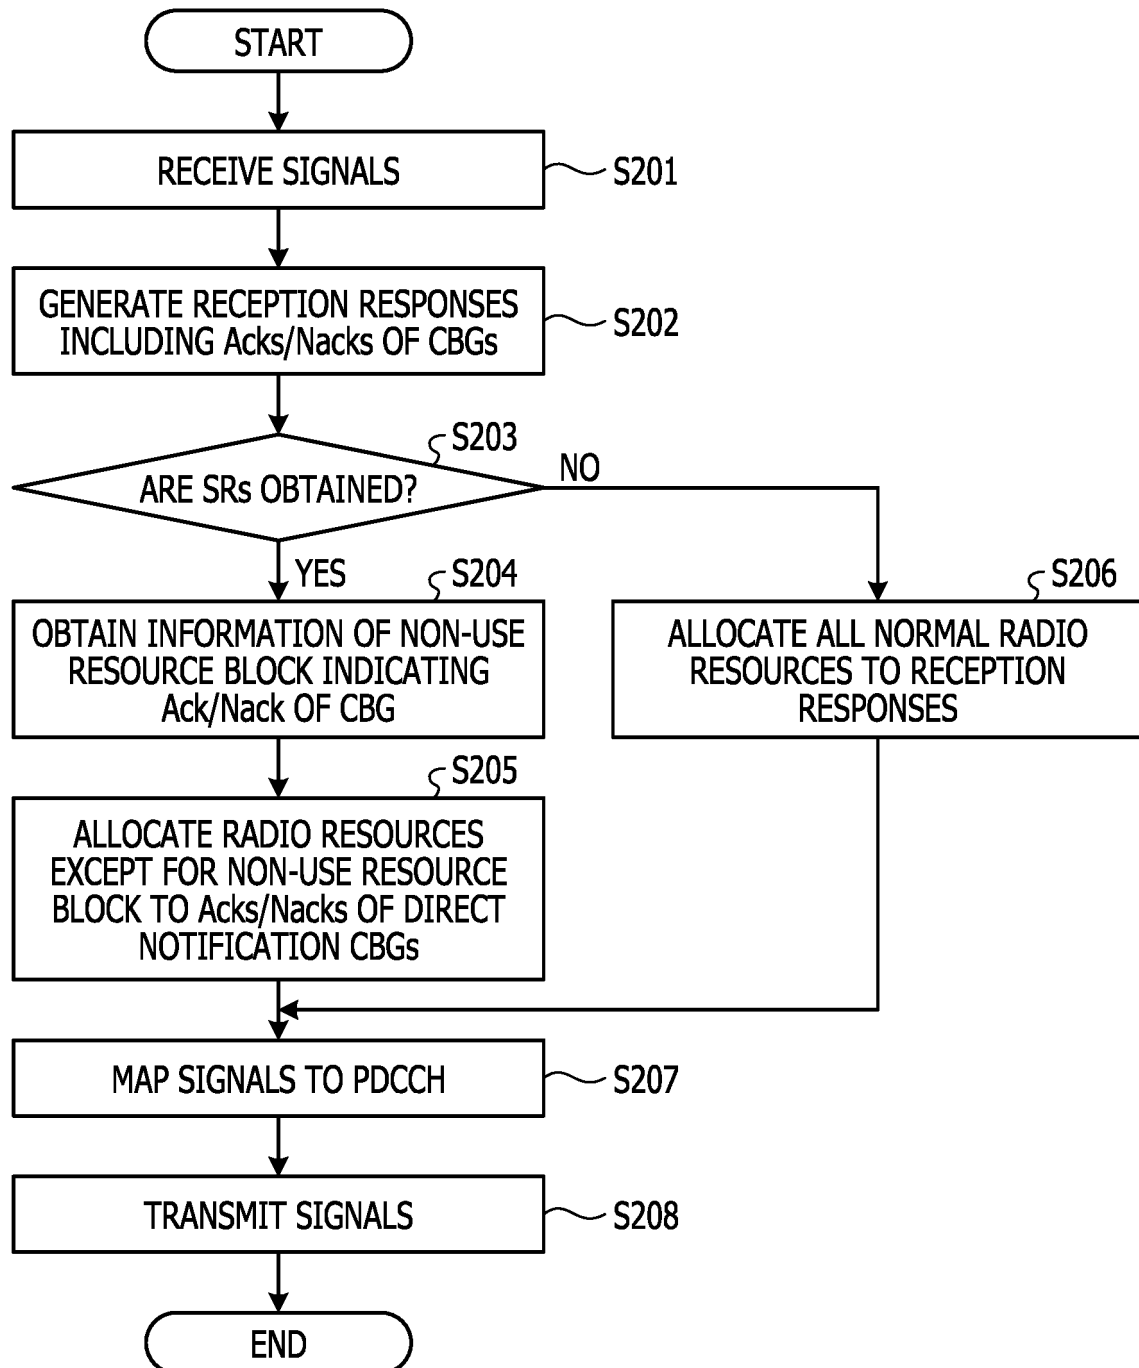 START
RECEIVE SIGNALS
S201
GENERATE RECEPTION RESPONSES
INCLUDING Acks/Nacks OF CBGs
S202
S203
ARE SRs OBTAINED?
NO
YES
S204
OBTAIN INFORMATION OF NON-USE
RESOURCE BLOCK INDICATING
Ack/Nack OF CBG
S206
ALLOCATE ALL NORMAL RADIO
RESOURCES TO RECEPTION
RESPONSES
S205
ALLOCATE RADIO RESOURCES
EXCEPT FOR NON-USE RESOURCE
BLOCK TO Acks/Nacks OF DIRECT
NOTIFICATION CBGs
MAP SIGNALS TO PDCCH
S207
TRANSMIT SIGNALS
S208
END